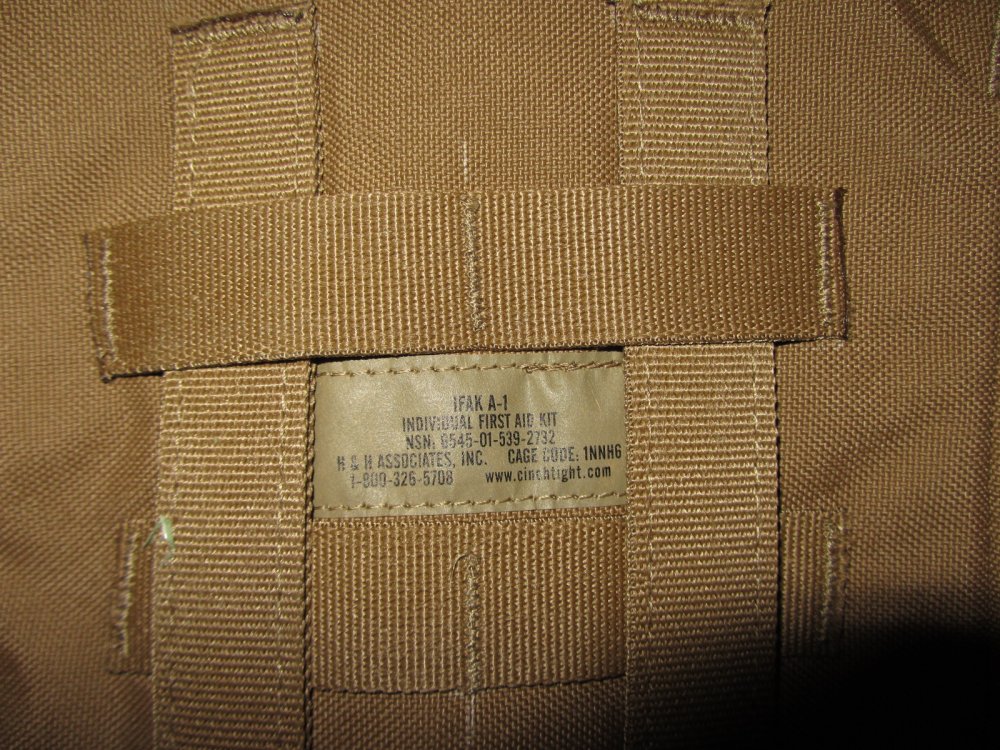 IFAK A-1
INDIVIDUAL FIRST AID KIT
NSN: 6545-01-539-2732
H & H ASSOCIATES, INC. CAGE CODE: 1NNH6
1-800-326-5708 www.cinchtight.com